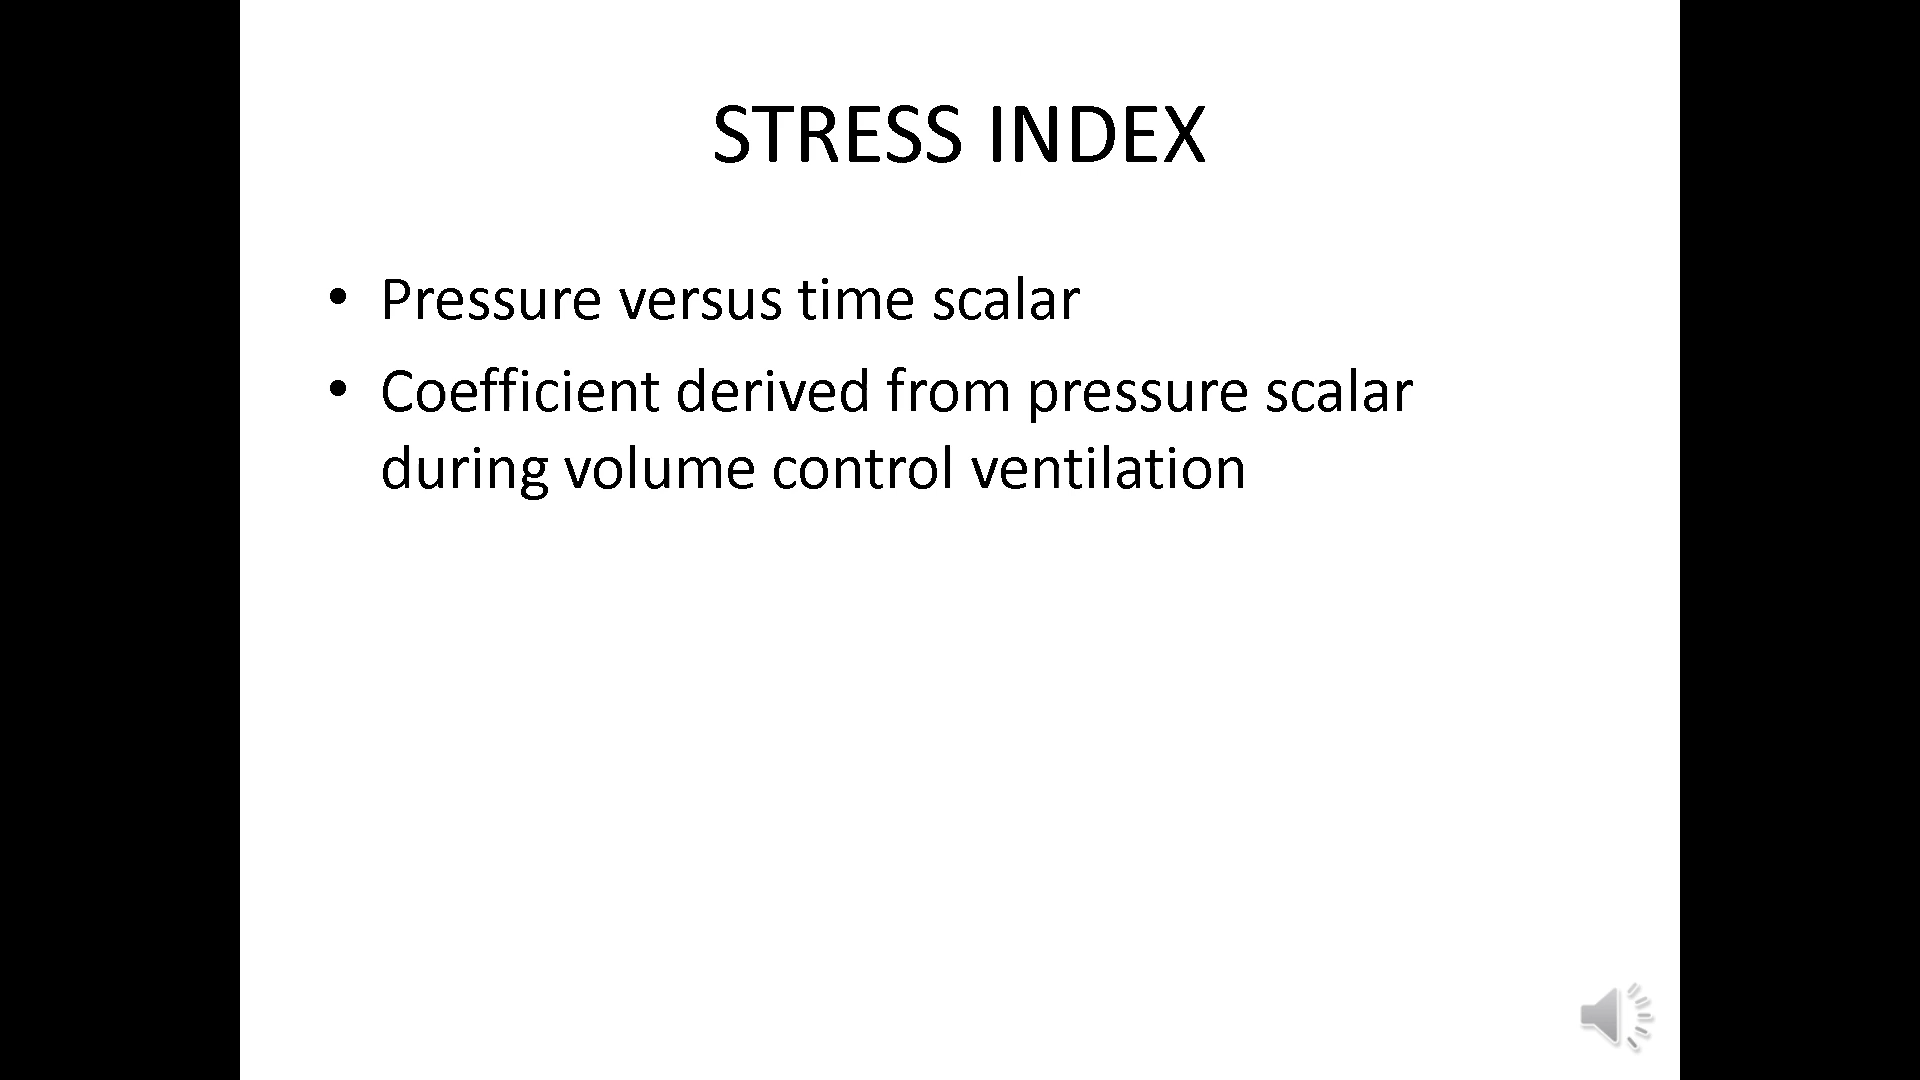 STRESS INDEX
• Pressure versus time scalar
• Coefficient derived from pressure scalar
during volume control ventilation